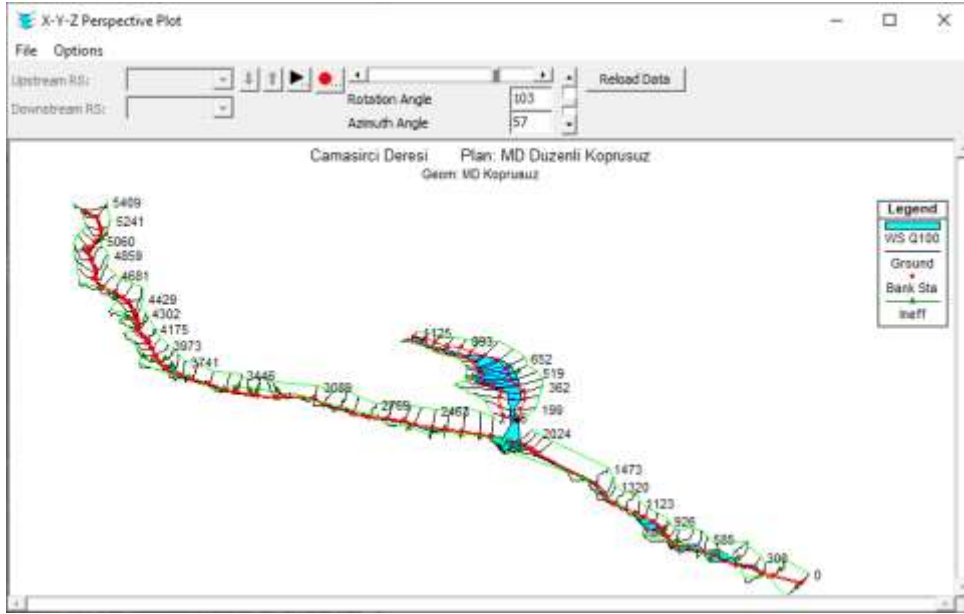 X-Y-Z Perspective Plot
File Options
Upstream RS:
Downstream RS:
Rotation Angle 103
Azimuth Angle 57
Reload Data
Camasirci Deresi Plan: MD Duzenli Koprusuz
Geom: MD Koprusuz
Legend
WS Q100
Ground
Bank Sta
Ineff
5409
5241
5060
4859
4681
4429
4302
4175
3973
3741
3446
3088
2769
2463
1125
893
652
519
362
199
2024
1473
1320
1123
926
585
300
0